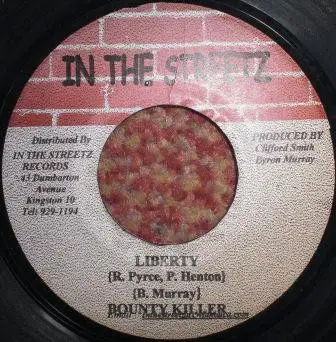 IN THE STREETZ
Distributed By
IN THE STREETZ
RECORDS
43 Dumbarton
Avenue
Kingston 10
Tel: 929-1194
PRODUCED BY
Clifford Smith
Byron Murray
LIBERTY
{R. Pyrce, P. Henton}
{B. Murray}
BOUNTY KILLER